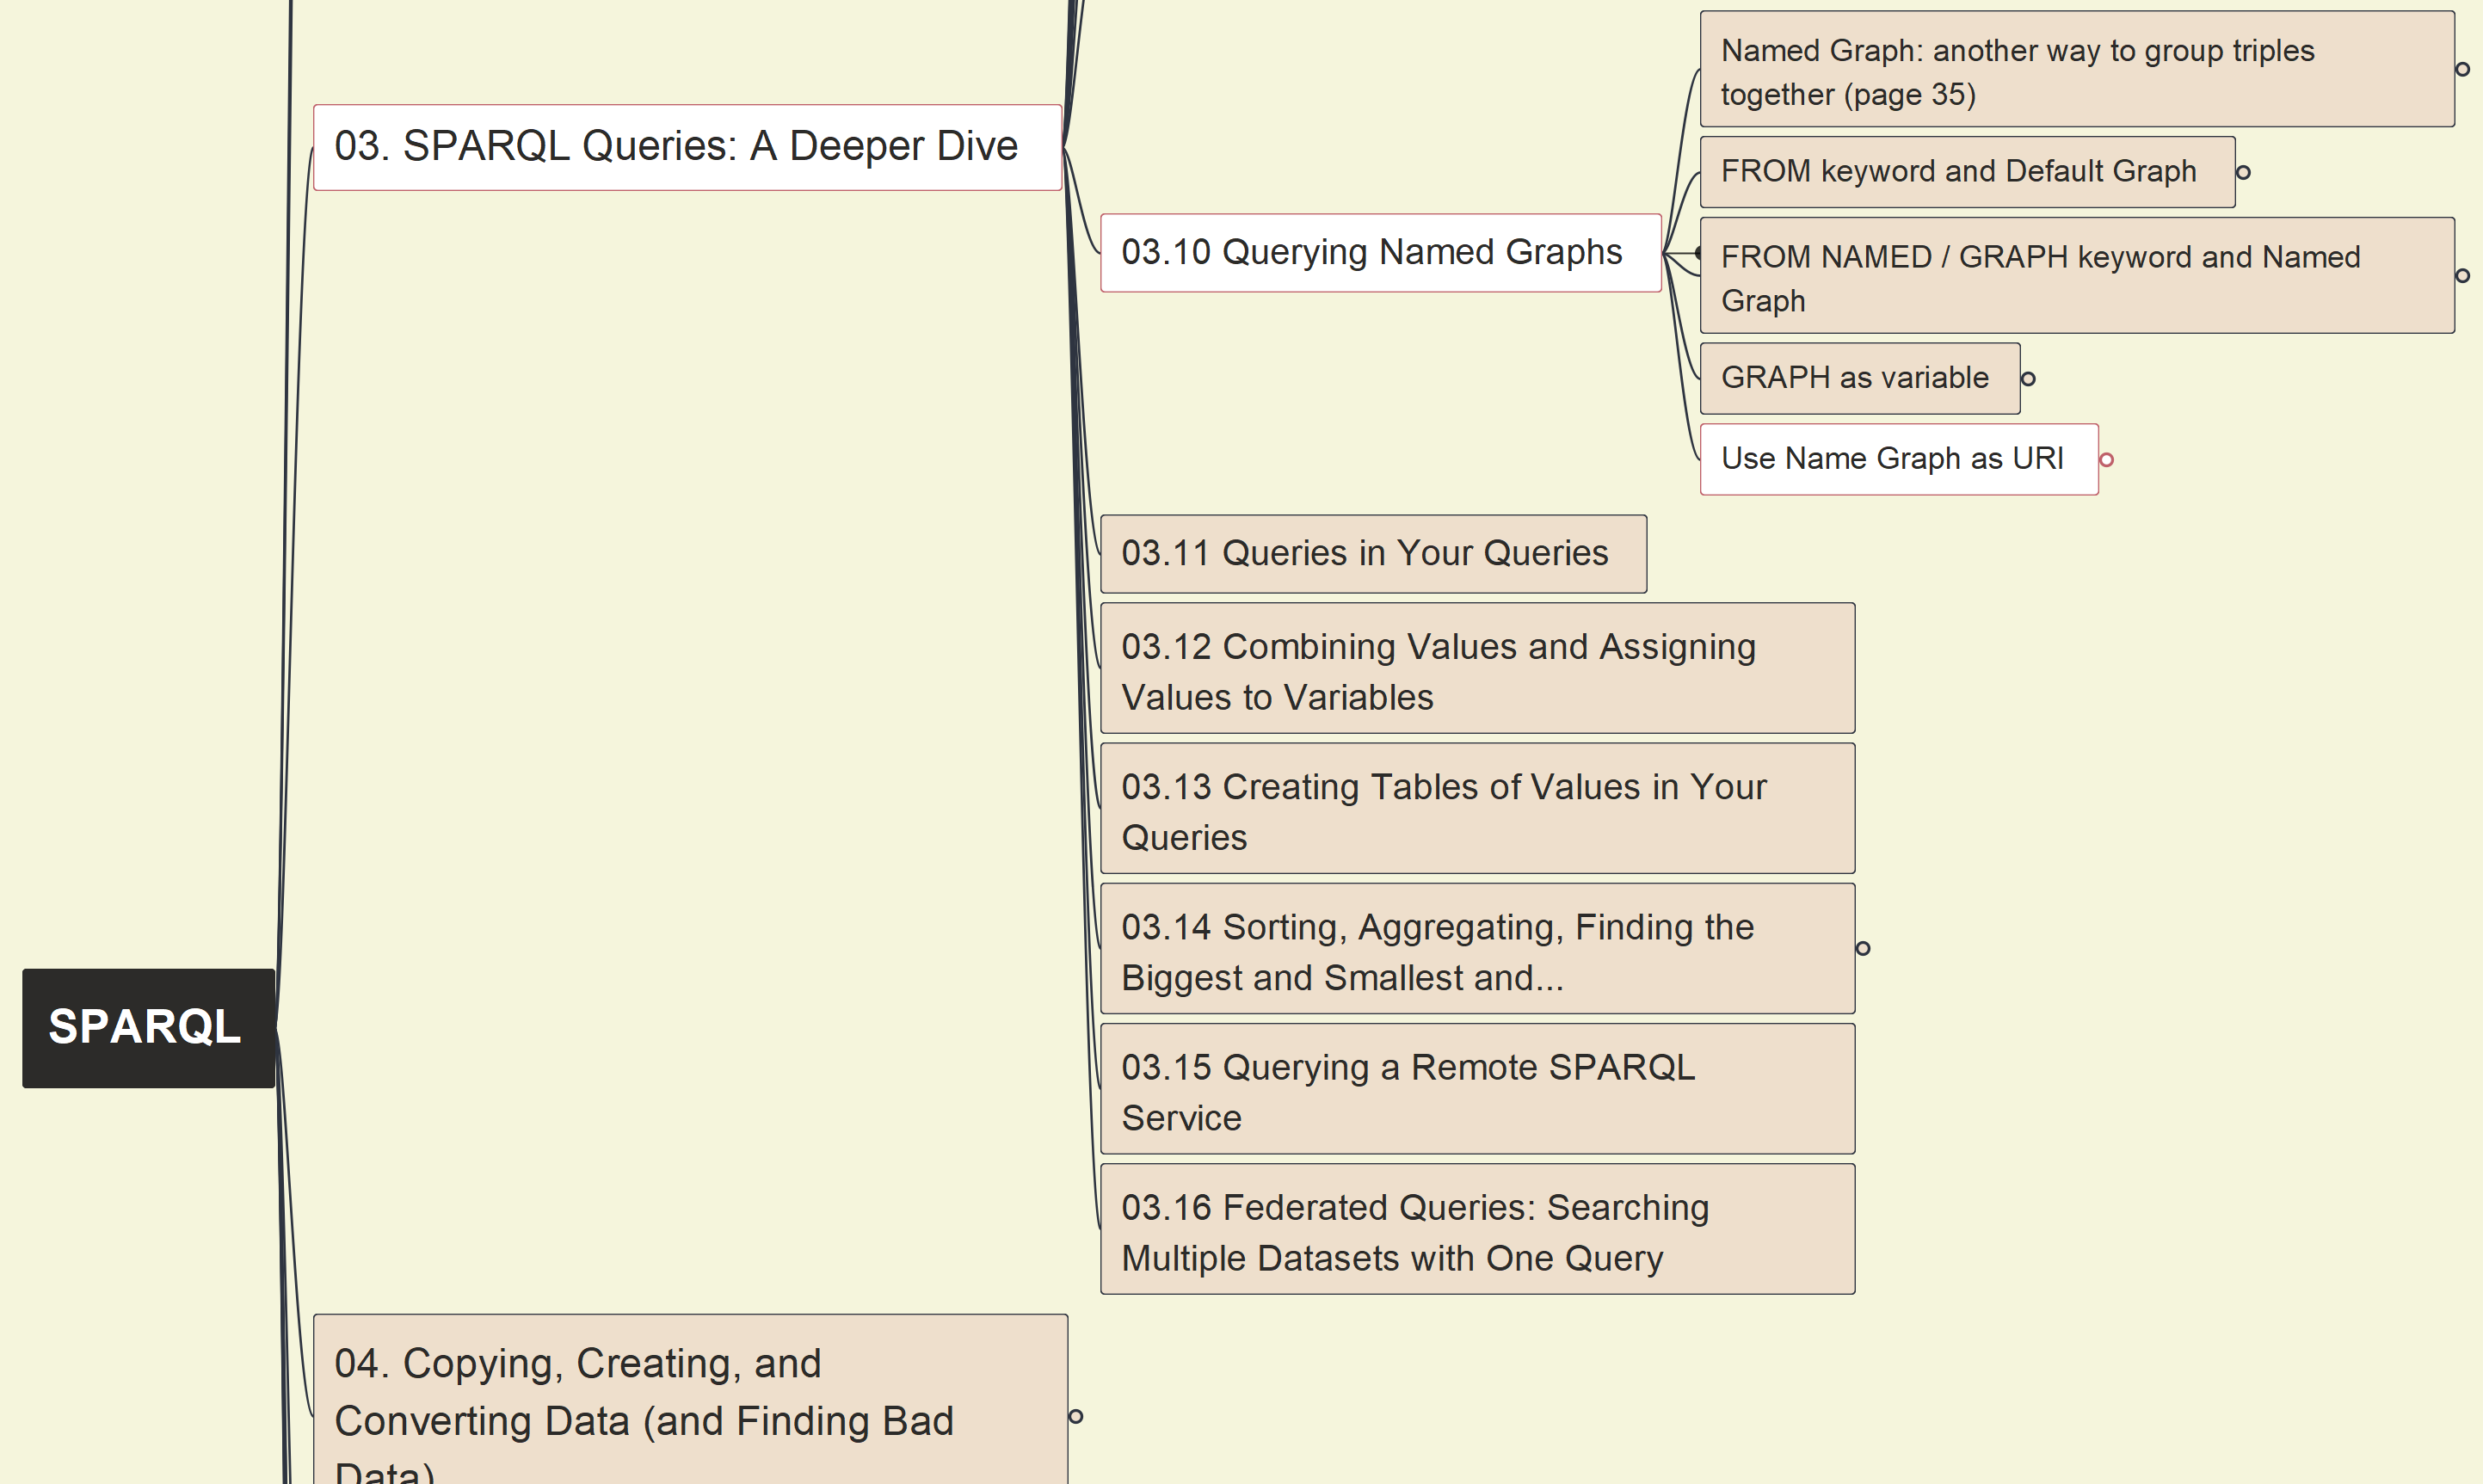 Named Graph: another way to group triples
together (page 35)
03. SPARQL Queries: A Deeper Dive
FROM keyword and Default Graph
03.10 Querying Named Graphs
FROM NAMED / GRAPH keyword and Named
Graph
GRAPH as variable
Use Name Graph as URI
03.11 Queries in Your Queries
03.12 Combining Values and Assigning
Values to Variables
03.13 Creating Tables of Values in Your
Queries
03.14 Sorting, Aggregating, Finding the
Biggest and Smallest and...
SPARQL
03.15 Querying a Remote SPARQL
Service
03.16 Federated Queries: Searching
Multiple Datasets with One Query
04. Copying, Creating, and
Converting Data (and Finding Bad
Data)